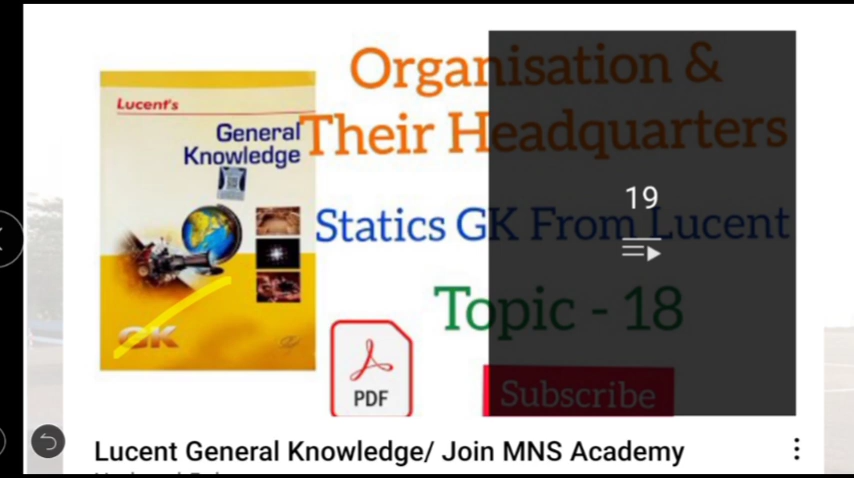 Organisation &
Their Headquarters
Lucent's
General
Knowledge
Statics GK From Lucent
19
Topic - 18
GK
PDF
Subscribe
Lucent General Knowledge/ Join MNS Academy